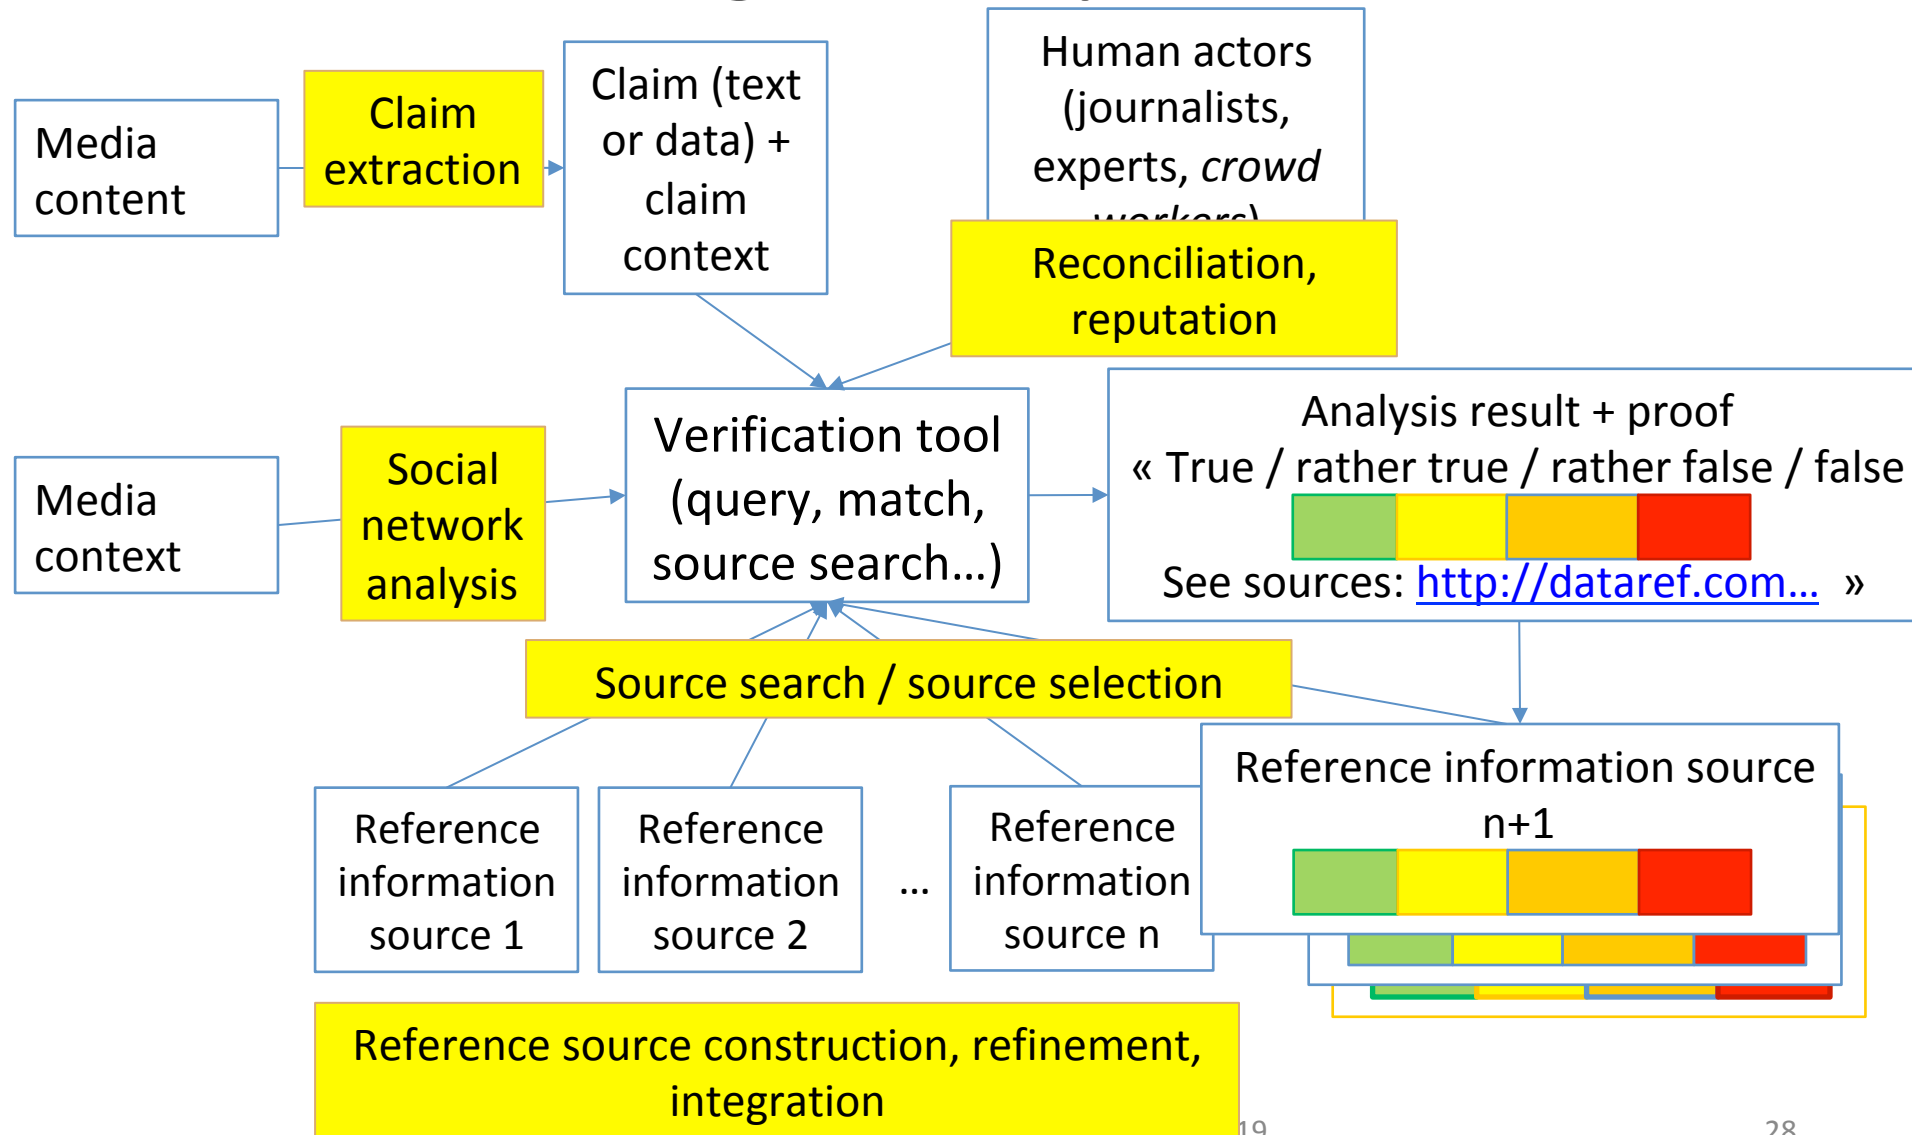 Media
content
Claim
extraction
Claim (text
or data) +
claim
context
Human actors
(journalists,
experts, crowd
workers)
Reconciliation,
reputation
Media
context
Social
network
analysis
Verification tool
(query, match,
source search…)
Analysis result + proof
« True / rather true / rather false / false
See sources: http://dataref.com… »
Source search / source selection
Reference
information
source 1
Reference
information
source 2
…
Reference
information
source n
Reference information source
n+1
Reference source construction, refinement,
integration
19
28